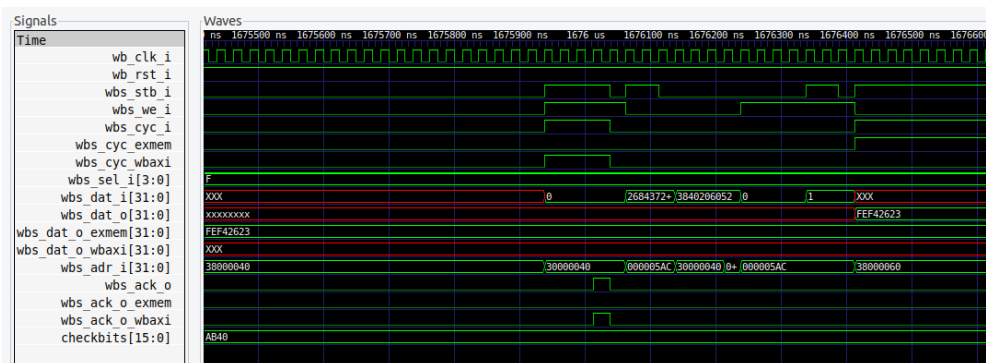 Signals
Waves
Time
) ns 1675500 ns 1675600 ns 1675700 ns 1675800 ns 1675900 ns 1676 us 1676100 ns 1676200 ns 1676300 ns 1676400 ns 1676500 ns 1676600
wb_clk_i
wb_rst_i
wbs_stb_i
wbs_we_i
wbs_cyc_i
wbs_cyc_exmem
wbs_cyc_wbaxi
wbs_sel_i[3:0] F
wbs_dat_i[31:0] XXX 0 2684372+ 3840206052 0 1 XXX
wbs_dat_o[31:0] xxxxxxxx FEF42623
wbs_dat_o_exmem[31:0] FEF42623
wbs_dat_o_wbaxi[31:0] XXX
wbs_adr_i[31:0] 38000040 30000040 000005AC 30000040 0+ 000005AC 38000060
wbs_ack_o
wbs_ack_o_exmem
wbs_ack_o_wbaxi
checkbits[15:0] AB40